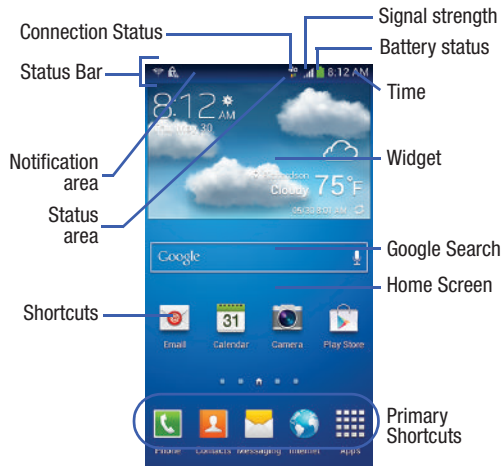 Connection Status
Signal strength
Battery status
Status Bar
8:12 AM
Time
8:12 AM
Notification area
Widget
Richardson
Cloudy
75°F
Status area
Google
Google Search
Home Screen
Shortcuts
31
Email
Calendar
Camera
Play Store
Primary Shortcuts
Phone
Contacts
Messaging
Internet
Apps